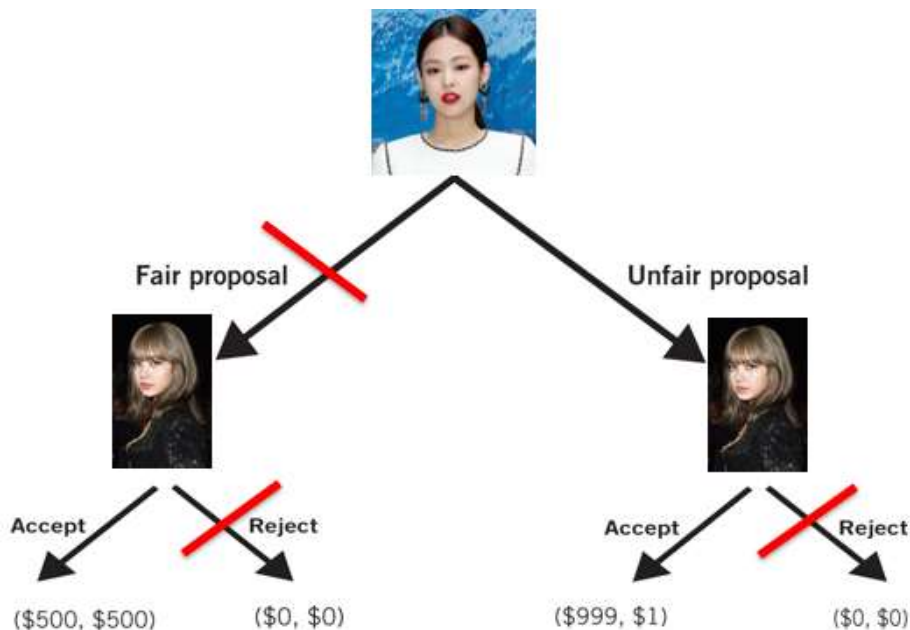 Fair proposal
Unfair proposal
Accept
Reject
Accept
Reject
($500, $500)
($0, $0)
($999, $1)
($0, $0)